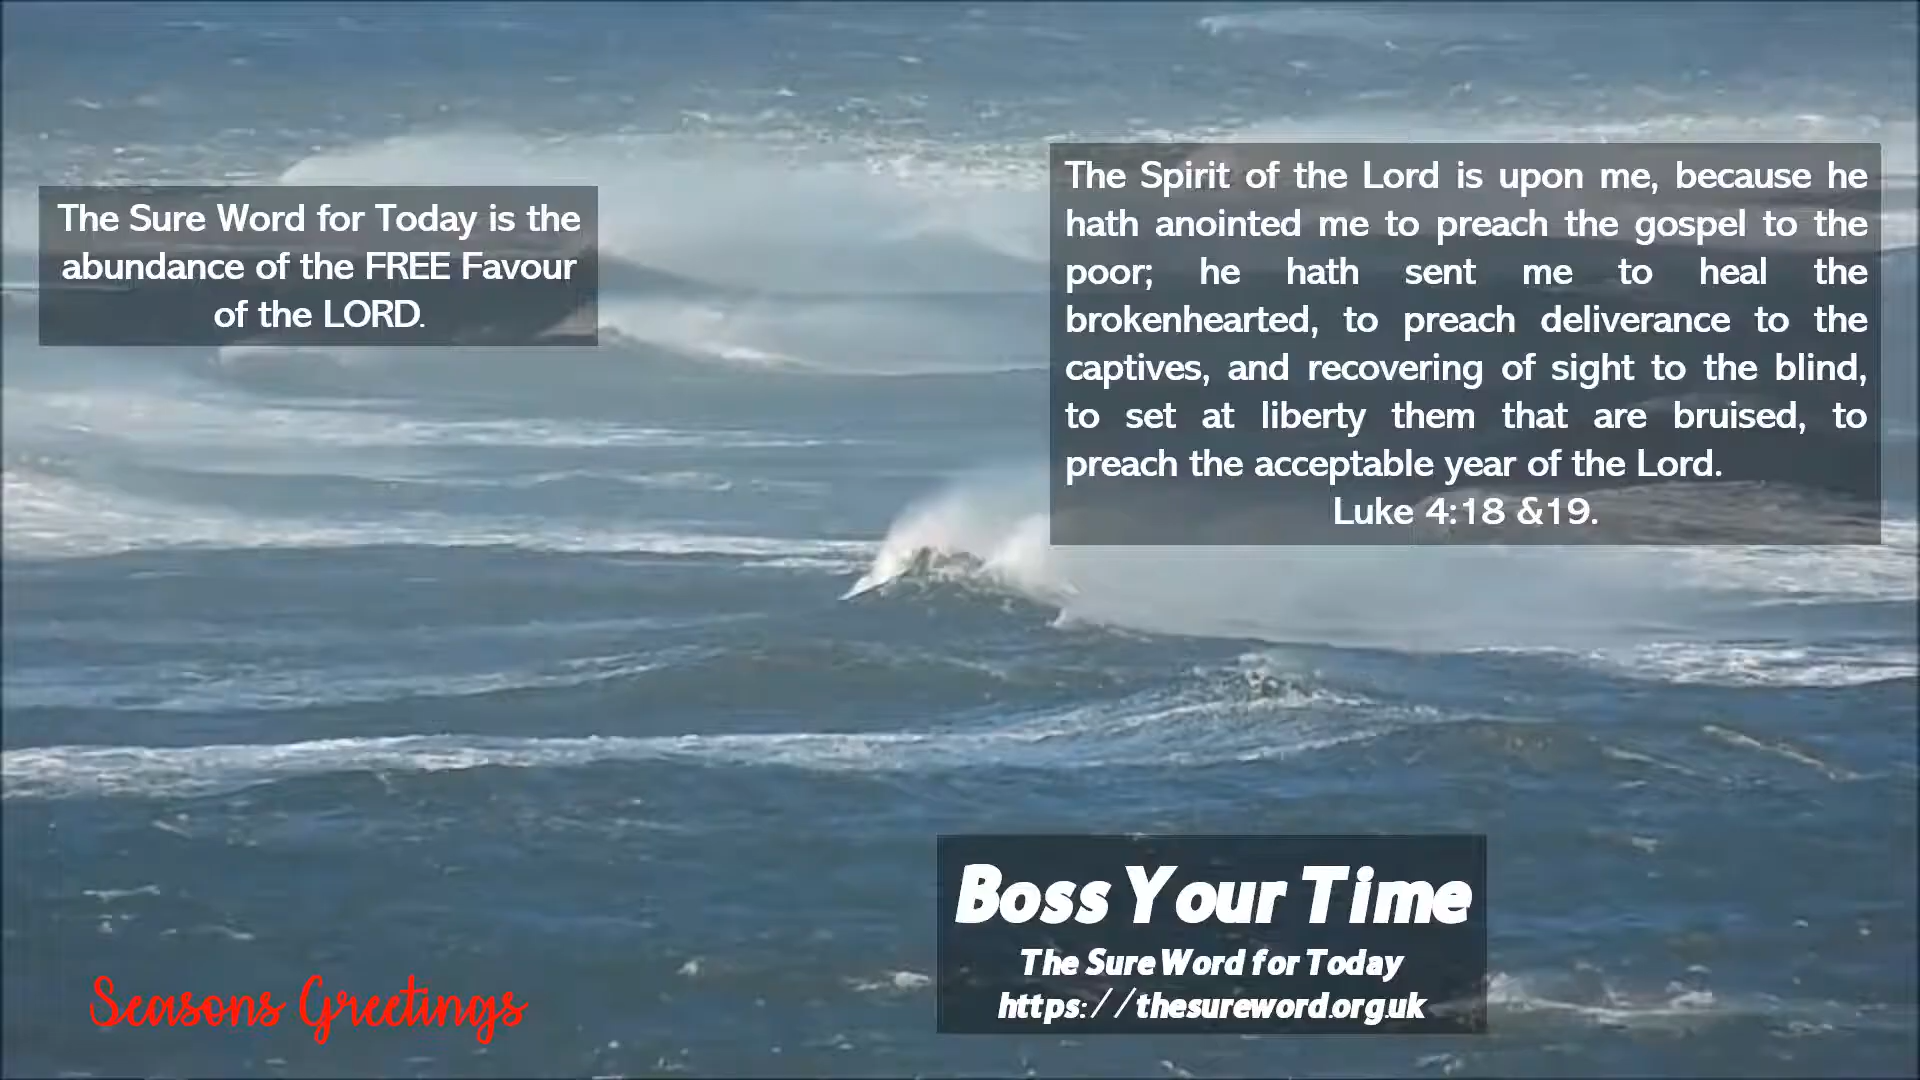 The Sure Word for Today is the
abundance of the FREE Favour
of the LORD.
The Spirit of the Lord is upon me, because he
hath anointed me to preach the gospel to the
poor; he hath sent me to heal the
brokenhearted, to preach deliverance to the
captives, and recovering of sight to the blind,
to set at liberty them that are bruised, to
preach the acceptable year of the Lord.
Luke 4:18 &19.
Boss Your Time
The Sure Word for Today
https://thesureword.org.uk
Seasons Greetings